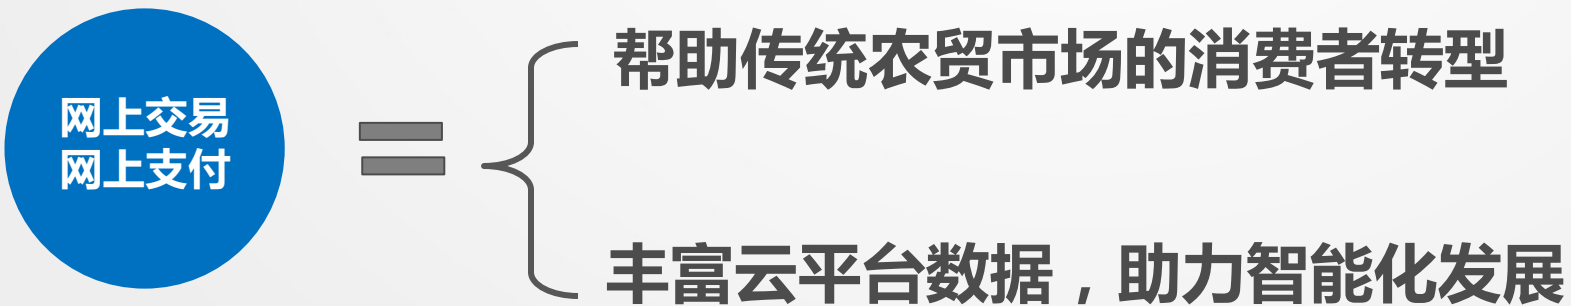 网上交易
网上支付
帮助传统农贸市场的消费者转型
丰富云平台数据，助力智能化发展